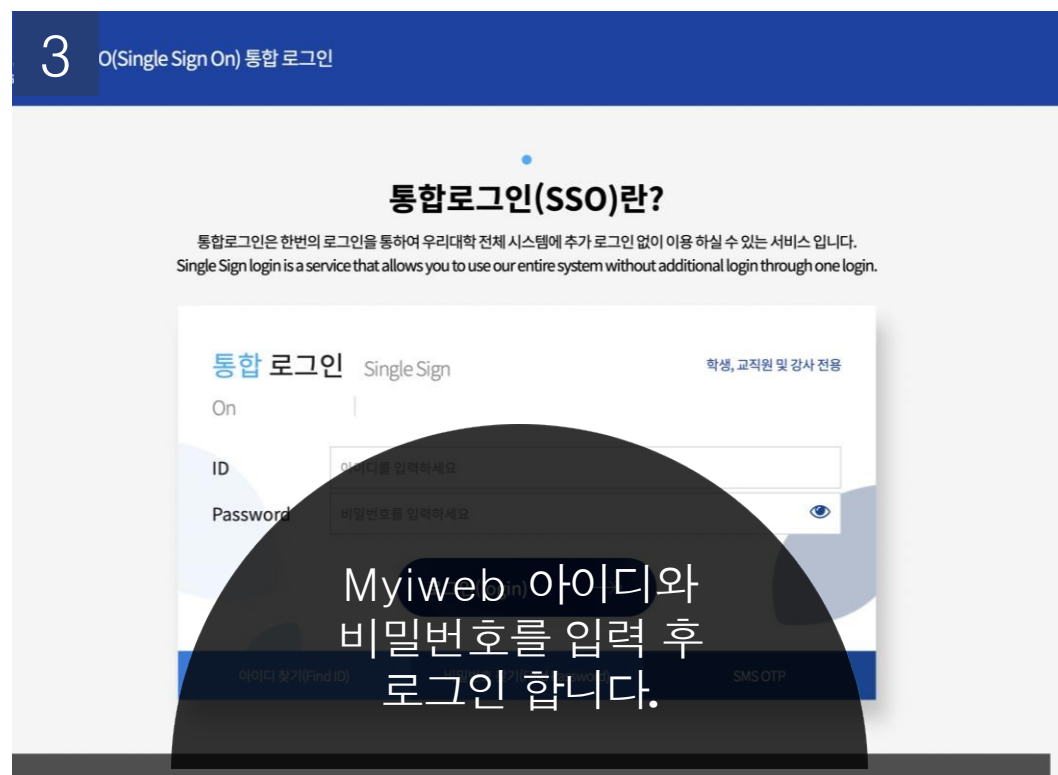 3
O(Single Sign On) 통합 로그인
통합로그인(SSO)란?
통합로그인은 한번의 로그인을 통하여 우리대학 전체 시스템에 추가 로그인 없이 이용 하실 수 있는 서비스 입니다.
Single Sign login is a service that allows you to use our entire system without additional login through one login.
통합 로그인 Single Sign
학생, 교직원 및 강사 전용
On
ID
아이디를 입력하세요
Password
비밀번호를 입력하세요
Myiweb 아이디와
비밀번호를 입력 후
로그인 합니다.
아이디 찾기(Find ID)
SMS OTP